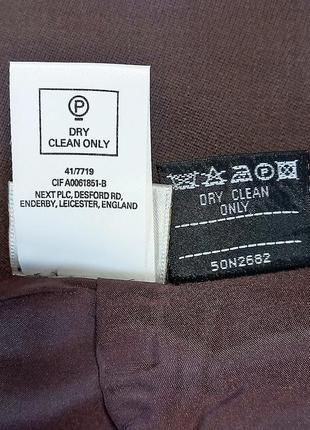 P
DRY
CLEAN ONLY
41/7719
CIF A0061851-B
NEXT PLC, DESFORD RD,
ENDERBY, LEICESTER, ENGLAND
P
DRY CLEAN
ONLY
50N2662